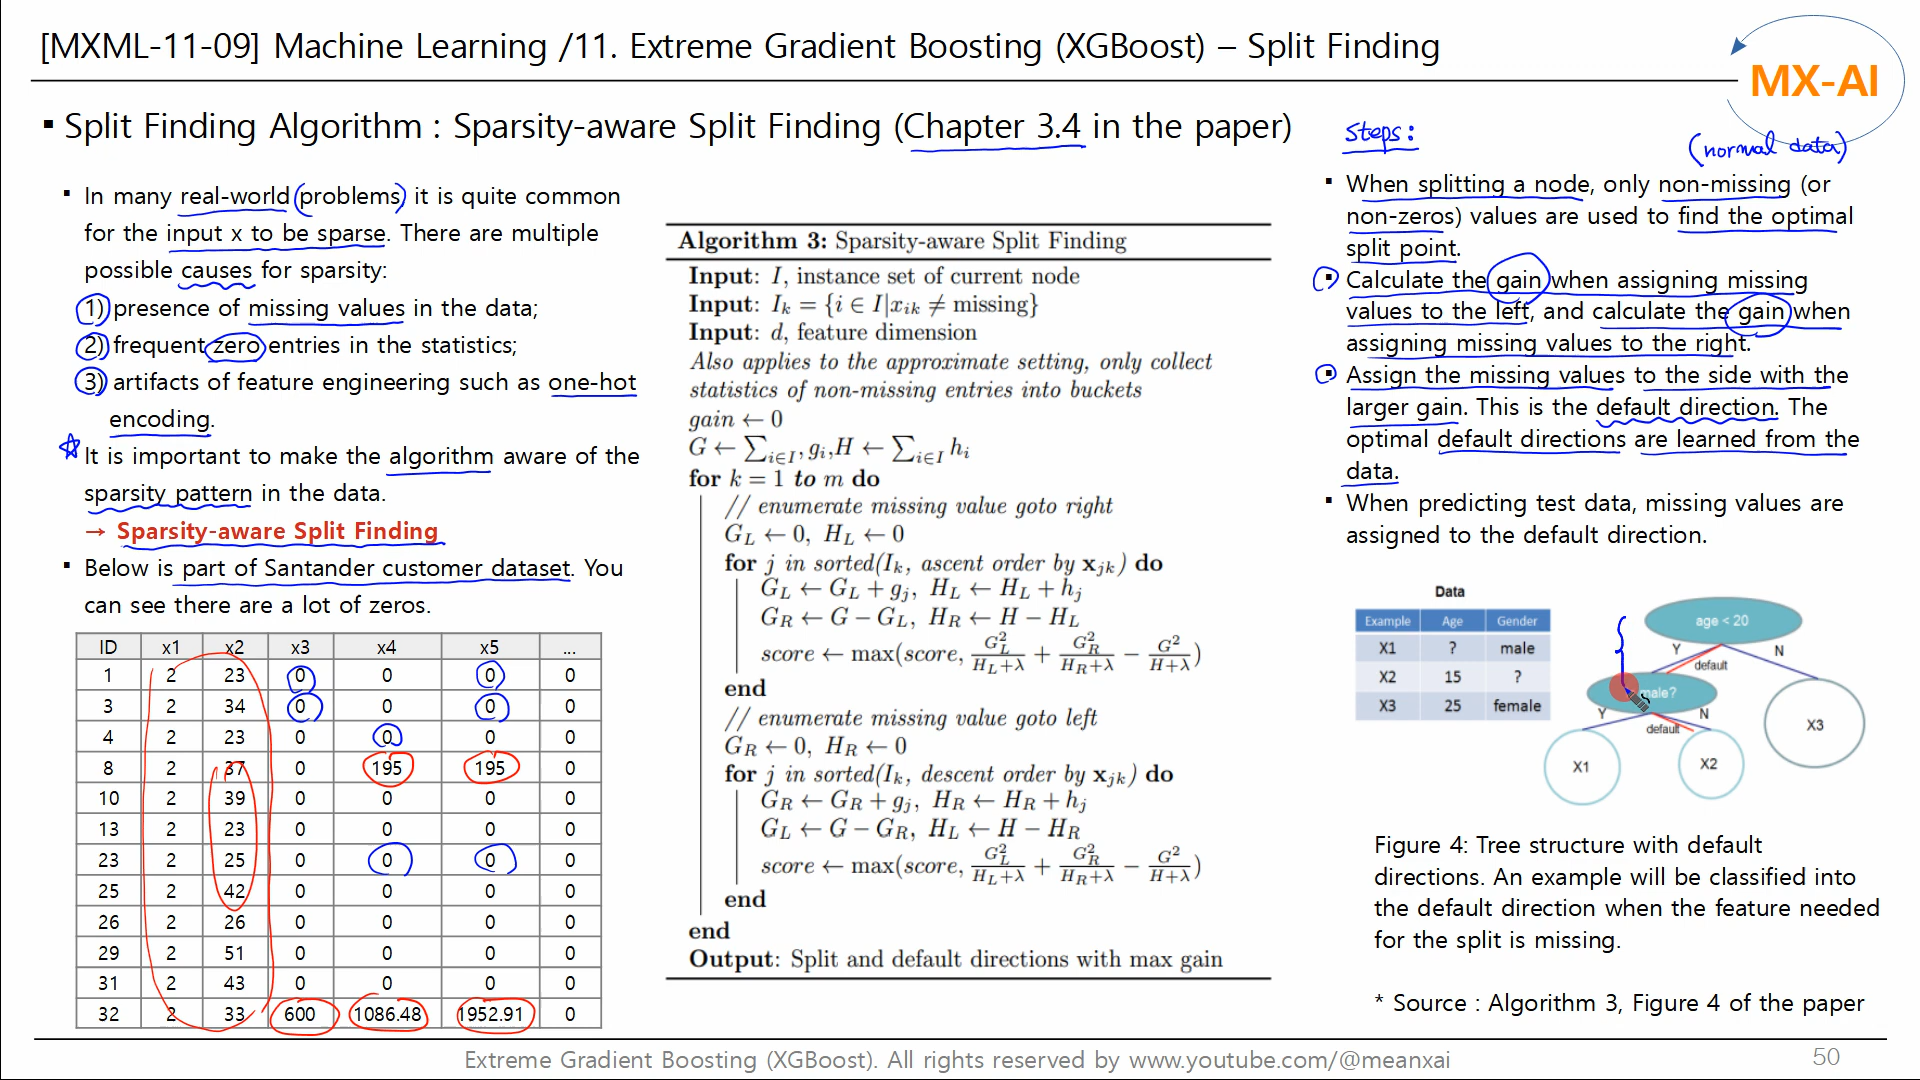 [MXML-11-09] Machine Learning /11. Extreme Gradient Boosting (XGBoost) – Split Finding
MX-AI
▪ Split Finding Algorithm : Sparsity-aware Split Finding (Chapter 3.4 in the paper)
▪ In many real-world problems, it is quite common
for the input x to be sparse. There are multiple
possible causes for sparsity:
1) presence of missing values in the data;
2) frequent zero entries in the statistics;
3) artifacts of feature engineering such as one-hot
encoding.
It is important to make the algorithm aware of the
sparsity pattern in the data.
→ Sparsity-aware Split Finding
▪ Below is part of Santander customer dataset. You
can see there are a lot of zeros.
ID x1 x2 x3 x4 x5 ...
1 2 23 0 0 0 0
3 2 34 0 0 0 0
4 2 23 0 0 0 0
8 2 37 0 195 195 0
10 2 39 0 0 0 0
13 2 23 0 0 0 0
23 2 25 0 0 0 0
25 2 42 0 0 0 0
26 2 26 0 0 0 0
29 2 51 0 0 0 0
31 2 43 0 0 0 0
32 2 33 600 1086.48 1952.91 0
Algorithm 3: Sparsity-aware Split Finding
Input: I, instance set of current node
Input: I_k = {i ∈ I|x_ik ≠ missing}
Input: d, feature dimension
Also applies to the approximate setting, only collect
statistics of non-missing entries into buckets
gain ← 0
G ← ∑_{i∈I}, g_i, H ← ∑_{i∈I} h_i
for k = 1 to m do
// enumerate missing value goto right
G_L ← 0, H_L ← 0
for j in sorted(I_k, ascent order by x_jk) do
G_L ← G_L + g_j, H_L ← H_L + h_j
G_R ← G − G_L, H_R ← H − H_L
score ← max(score, G_L²/(H_L+λ) + G_R²/(H_R+λ) − G²/(H+λ))
end
// enumerate missing value goto left
G_R ← 0, H_R ← 0
for j in sorted(I_k, descent order by x_jk) do
G_R ← G_R + g_j, H_R ← H_R + h_j
G_L ← G − G_R, H_L ← H − H_R
score ← max(score, G_L²/(H_L+λ) + G_R²/(H_R+λ) − G²/(H+λ))
end
end
Output: Split and default directions with max gain
steps:
(normal data)
▪ When splitting a node, only non-missing (or
non-zeros) values are used to find the optimal
split point.
▪ Calculate the gain when assigning missing
values to the left, and calculate the gain when
assigning missing values to the right.
▪ Assign the missing values to the side with the
larger gain. This is the default direction. The
optimal default directions are learned from the
data.
▪ When predicting test data, missing values are
assigned to the default direction.
Data
Example Age Gender
X1 ? male
X2 15 ?
X3 25 female
age < 20
Y default N
male?
Y default N
X1 X2 X3
Figure 4: Tree structure with default
directions. An example will be classified into
the default direction when the feature needed
for the split is missing.
* Source : Algorithm 3, Figure 4 of the paper
Extreme Gradient Boosting (XGBoost). All rights reserved by www.youtube.com/@meanxai
50